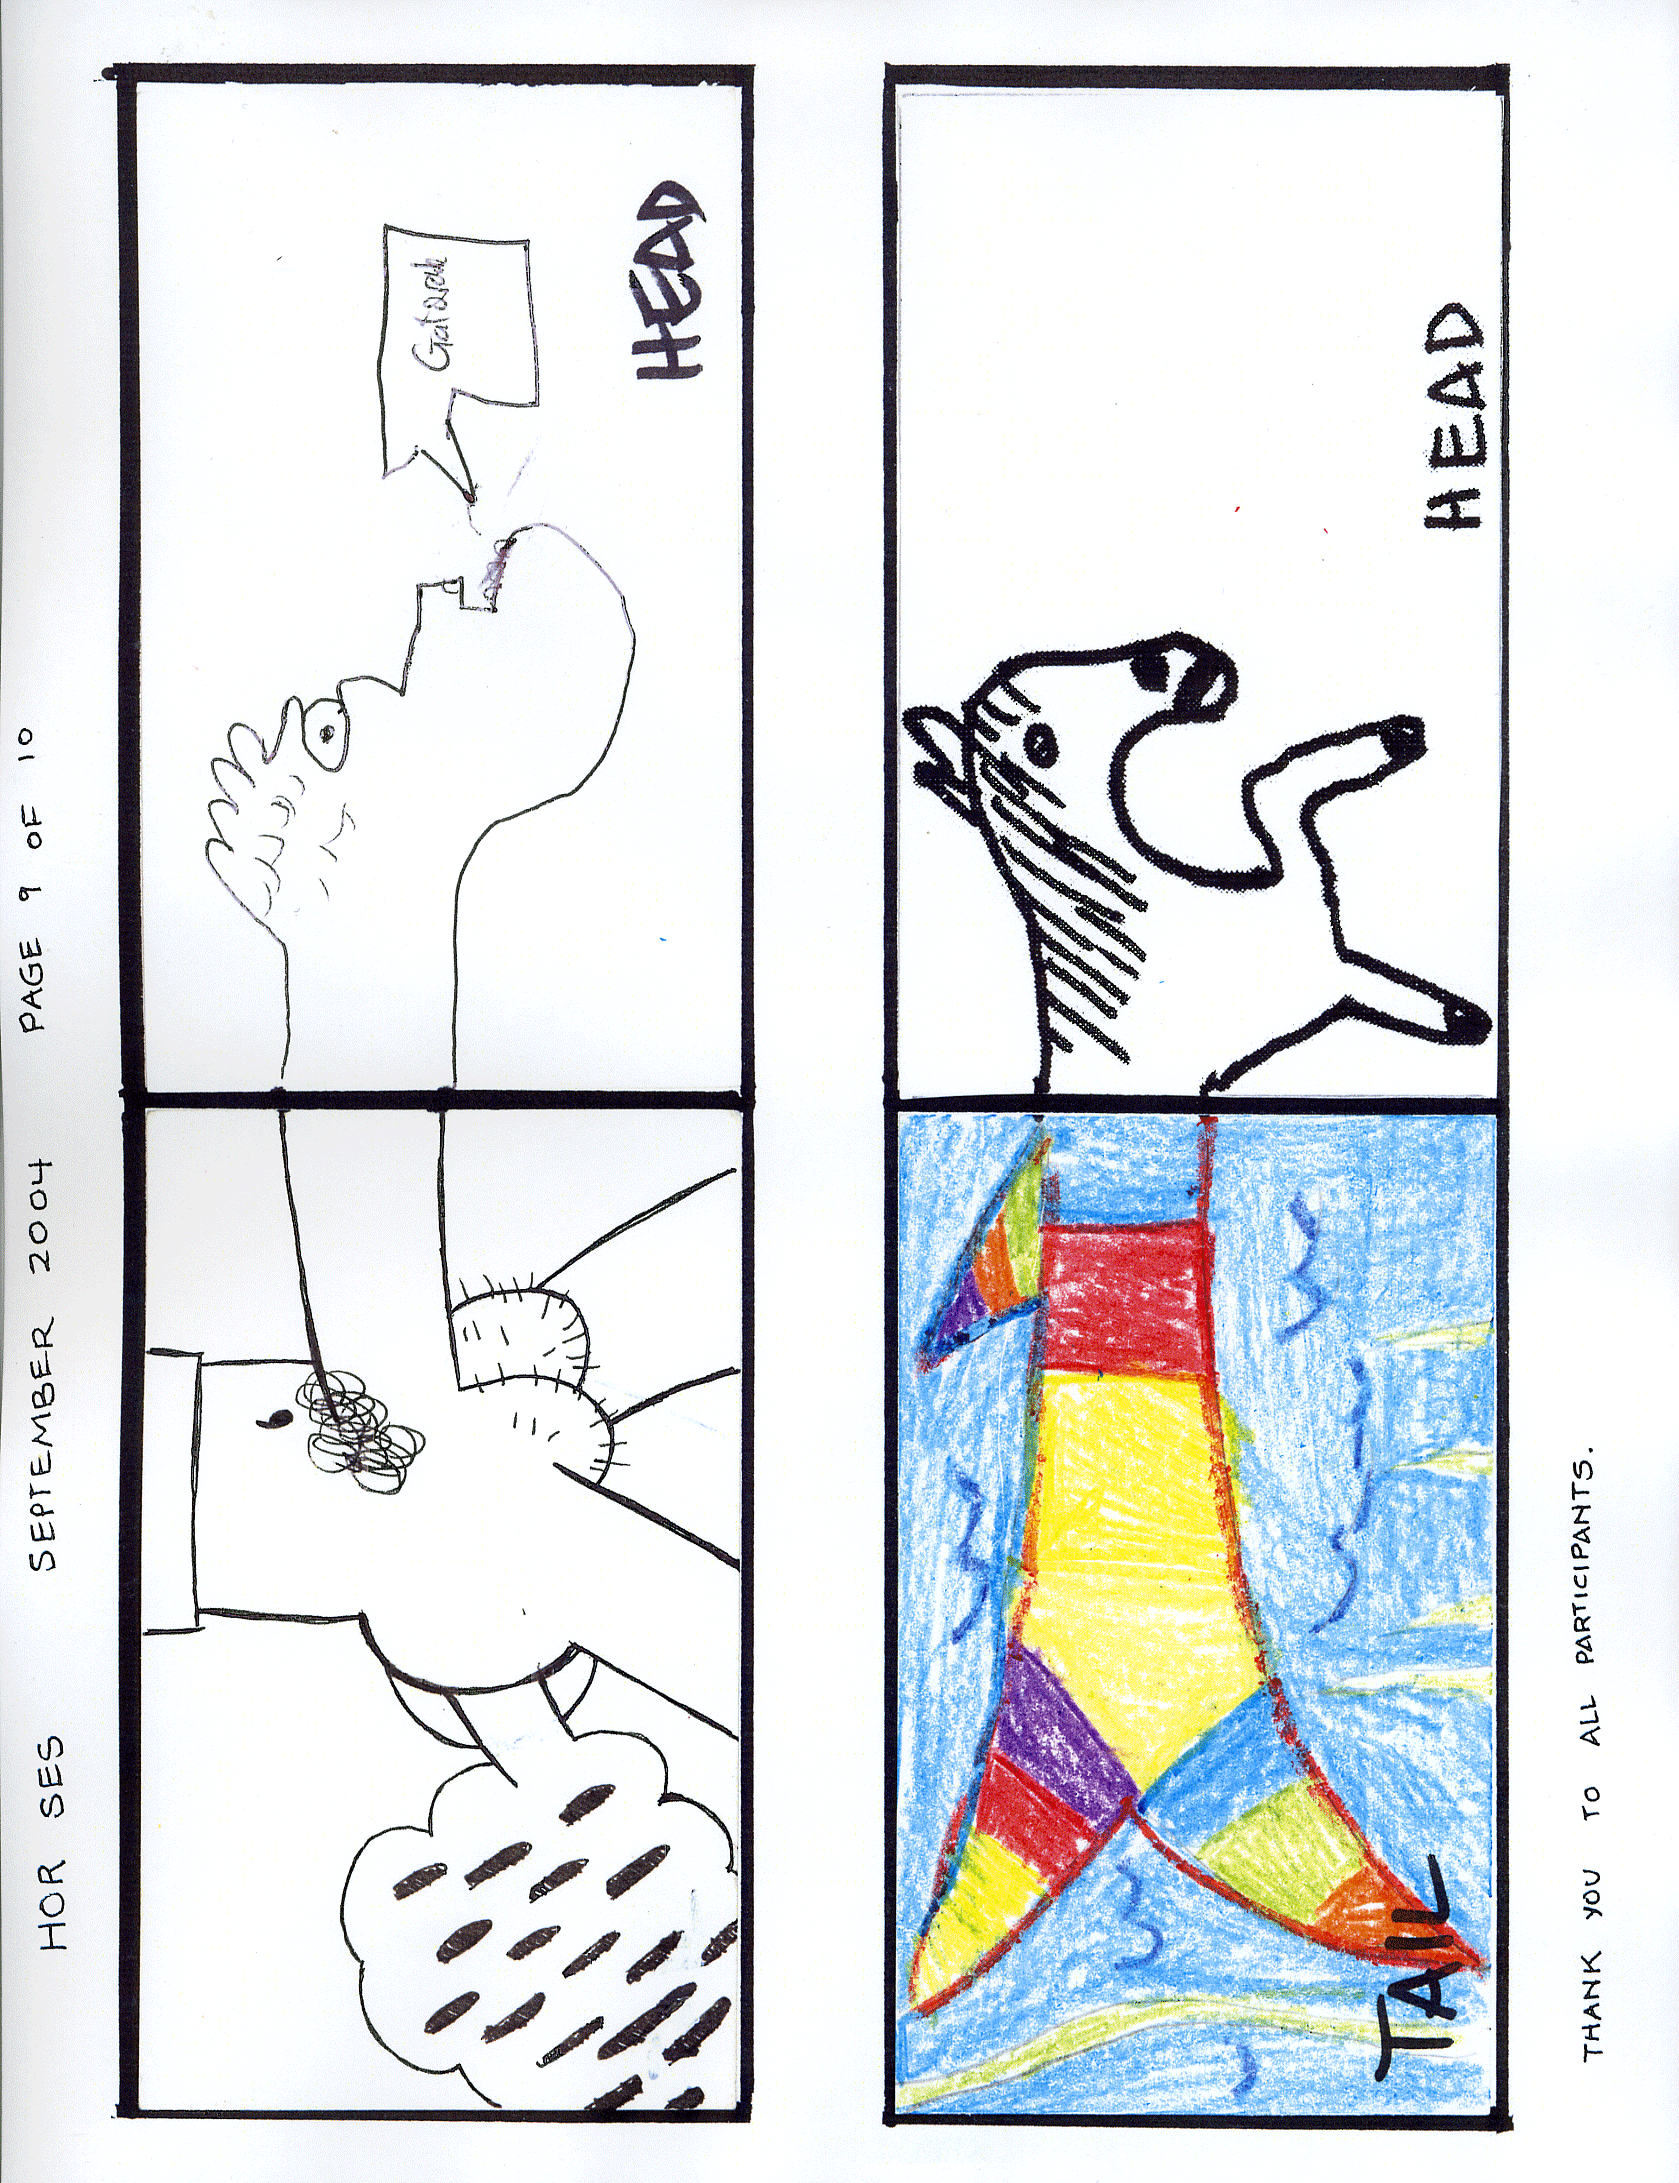 HOR SES SEPTEMBER 2004 PAGE 9 OF 10
HEAD
TAIL HEAD
THANK YOU TO ALL PARTICIPANTS.